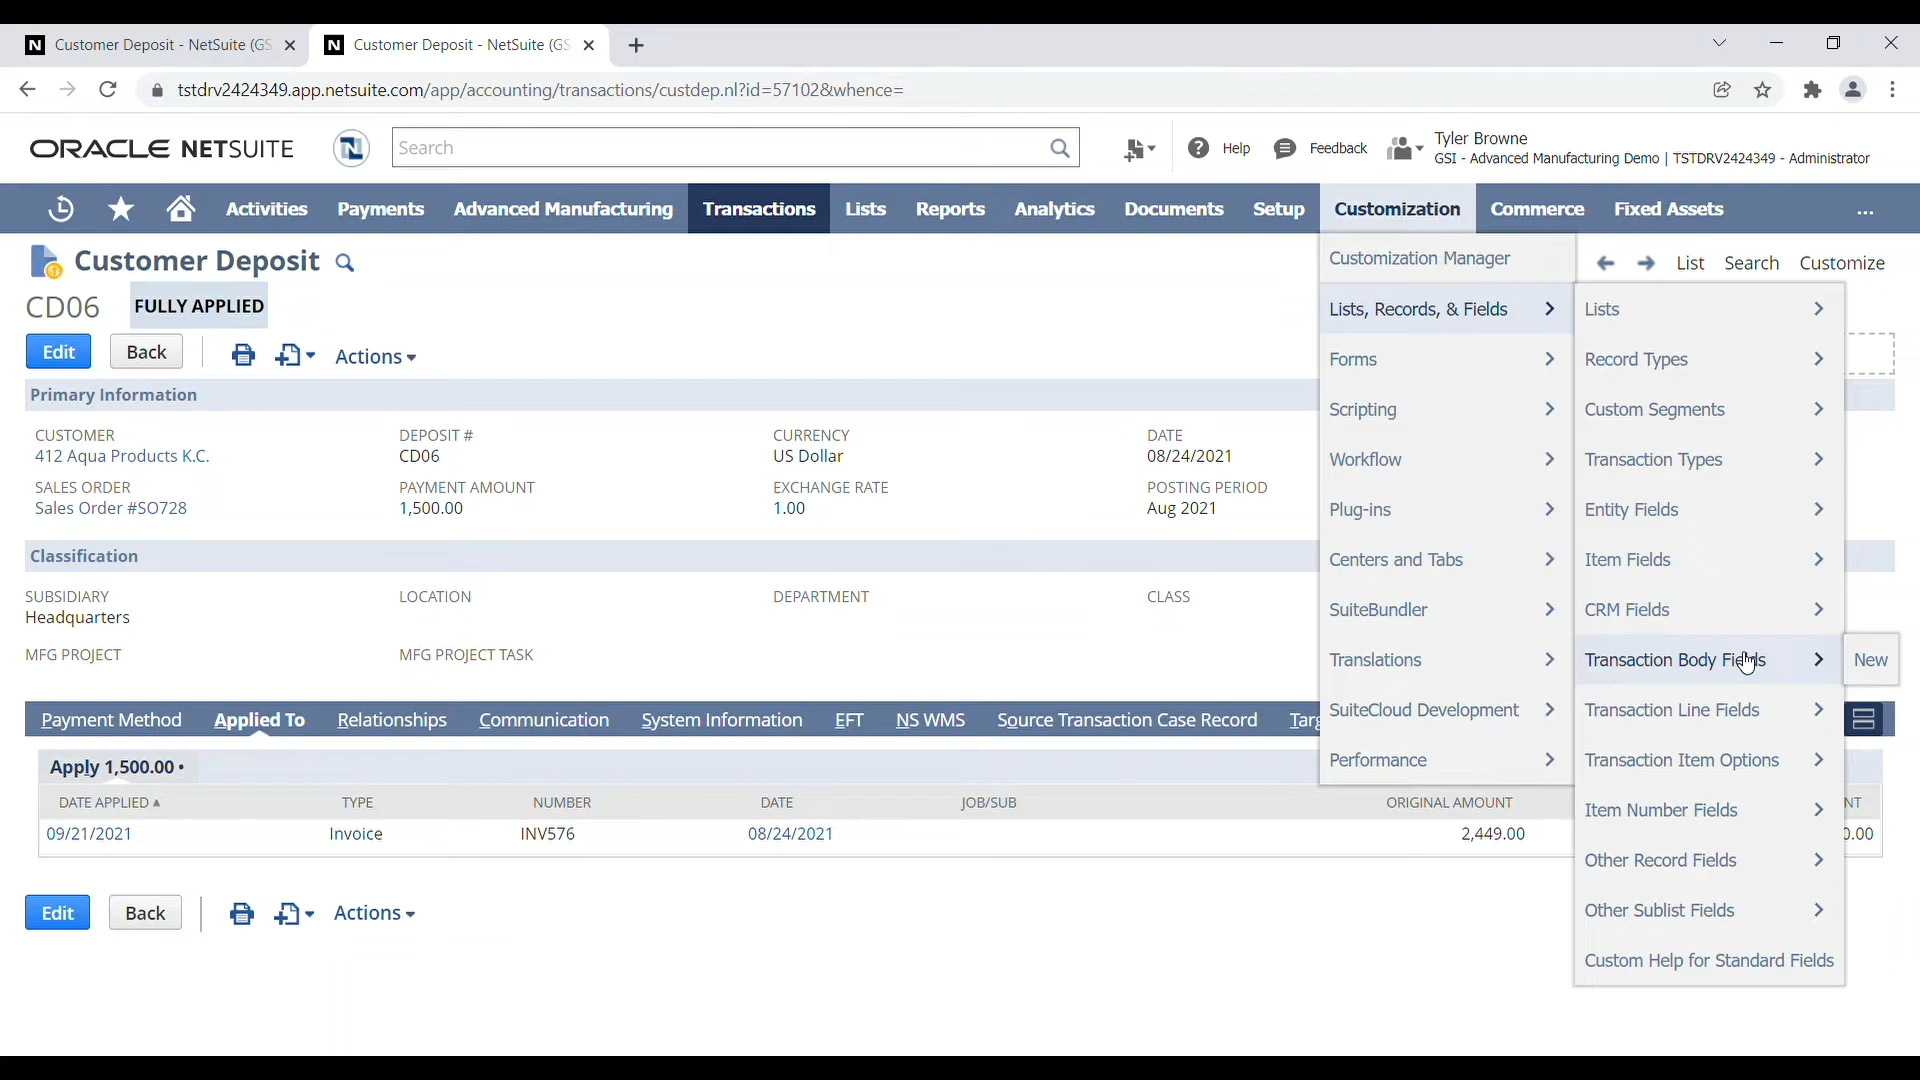 Customer Deposit - NetSuite (GS
Customer Deposit - NetSuite (GS
tstdrv2424349.app.netsuite.com/app/accounting/transactions/custdep.nl?id=57102&whence=
ORACLE NETSUITE
Search
Help
Feedback
Tyler Browne
GSI - Advanced Manufacturing Demo | TSTDRV2424349 - Administrator
Activities Payments Advanced Manufacturing Transactions Lists Reports Analytics Documents Setup Customization Commerce Fixed Assets ...
Customer Deposit
List Search Customize
CD06 FULLY APPLIED
Edit Back Actions
Primary Information
CUSTOMER DEPOSIT # CURRENCY DATE
412 Aqua Products K.C. CD06 US Dollar 08/24/2021
SALES ORDER PAYMENT AMOUNT EXCHANGE RATE POSTING PERIOD
Sales Order #SO728 1,500.00 1.00 Aug 2021
Classification
SUBSIDIARY LOCATION DEPARTMENT CLASS
Headquarters
MFG PROJECT MFG PROJECT TASK
Payment Method Applied To Relationships Communication System Information EFT NS WMS Source Transaction Case Record Targ
Apply 1,500.00 •
DATE APPLIED TYPE NUMBER DATE JOB/SUB ORIGINAL AMOUNT NT
09/21/2021 Invoice INV576 08/24/2021 2,449.00 0.00
Edit Back Actions
Customization Manager
Lists, Records, & Fields
Forms
Scripting
Workflow
Plug-ins
Centers and Tabs
SuiteBundler
Translations
SuiteCloud Development
Performance
Lists
Record Types
Custom Segments
Transaction Types
Entity Fields
Item Fields
CRM Fields
Transaction Body Fields
Transaction Line Fields
Transaction Item Options
Item Number Fields
Other Record Fields
Other Sublist Fields
Custom Help for Standard Fields
New